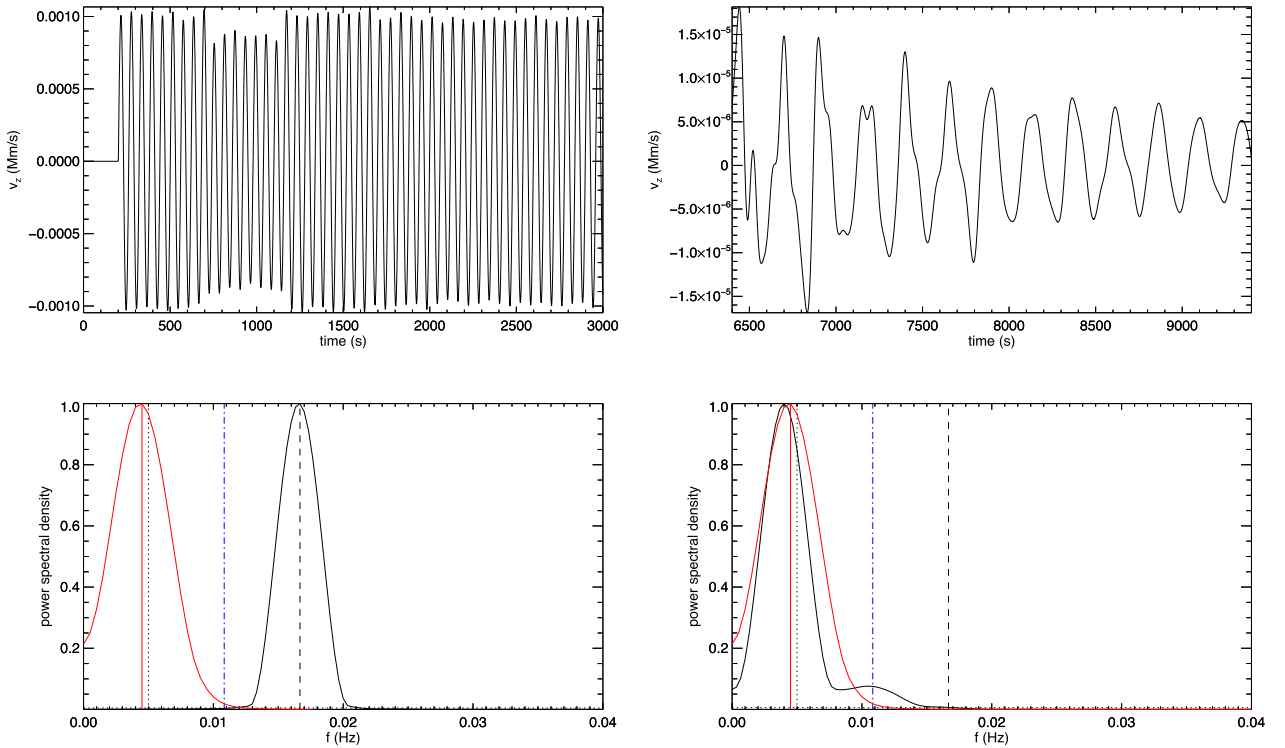 0.0010
0.0005
0.0000
−0.0005
−0.0010
v_z (Mm/s)
0 500 1000 1500 2000 2500 3000
time (s)
1.5×10⁻⁵
1.0×10⁻⁵
5.0×10⁻⁶
0
−5.0×10⁻⁶
−1.0×10⁻⁵
−1.5×10⁻⁵
v_z (Mm/s)
6500 7000 7500 8000 8500 9000
time (s)
1.0
0.8
0.6
0.4
0.2
power spectral density
0.00 0.01 0.02 0.03 0.04
f (Hz)
1.0
0.8
0.6
0.4
0.2
power spectral density
0.00 0.01 0.02 0.03 0.04
f (Hz)